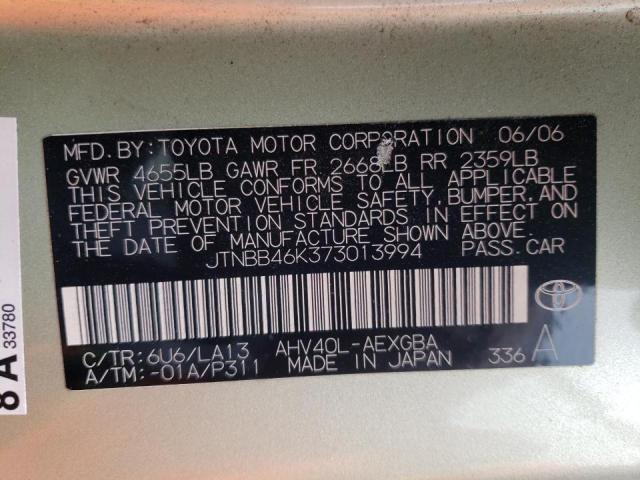 MFD.BY:TOYOTA MOTOR CORPORATION 06/06
GVWR 4655LB GAWR FR 2668LB RR 2359LB
THIS VEHICLE CONFORMS TO ALL APPLICABLE
FEDERAL MOTOR VEHICLE SAFETY,BUMPER,AND
THEFT PREVENTION STANDARDS IN EFFECT ON
THE DATE OF MANUFACTURE SHOWN ABOVE.
JTNBB46K373013994 PASS.CAR
C/TR:6U6/LA13 AHV40L-AEXGBA
A/TM:-01A/P311 MADE IN JAPAN 336 A
8 A 33780